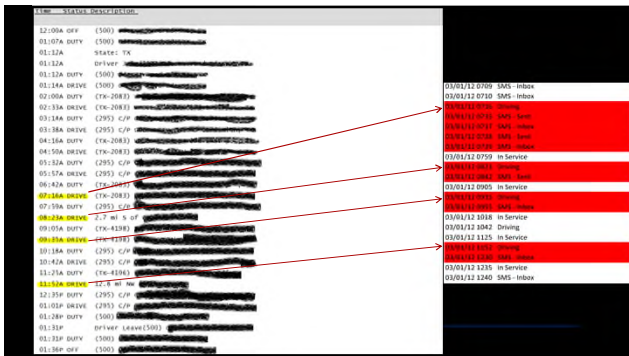 Time Status Description
12:00A OFF (500)
01:07A DUTY (500)
01:12A State: TX
01:12A Driver
01:12A DUTY (500)
01:14A DRIVE (500)
02:00A DUTY (TX-2083)
02:33A DRIVE (TX-2083)
03:14A DUTY (295) C/P
03:38A DRIVE (295) C/P
04:16A DUTY (TX-2083)
04:50A DRIVE (TX-2083)
05:32A DUTY (295) C/P
05:57A DRIVE (295) C/P
06:42A DUTY (TX-2083)
07:16A DRIVE (TX-2083)
07:59A DUTY (295) C/P
08:23A DRIVE 2.7 mi S of
09:05A DUTY (TX-4198)
09:35A DRIVE (TX-4198)
10:18A DUTY (295) C/P
10:42A DRIVE (295) C/P
11:25A DUTY (TX-4196)
11:52A DRIVE 12.8 mi NW
12:35P DUTY (295) C/P
01:01P DRIVE (295) C/P
01:28P DUTY (500)
01:31P Driver Leave(500)
01:31P DUTY (500)
01:36P OFF (500)
03/01/12 0709 SMS - Inbox
03/01/12 0710 SMS - Inbox
03/01/12 0716 Driving
03/01/12 0735 SMS - Sent
03/01/12 0737 SMS - Inbox
03/01/12 0738 SMS - Sent
03/01/12 0739 SMS - Inbox
03/01/12 0759 In Service
03/01/12 Driving
03/01/12 SMS - Sent
03/01/12 0905 In Service
03/01/12 0935 Driving
03/01/12 SMS - Inbox
03/01/12 1018 In Service
03/01/12 1042 Driving
03/01/12 1125 In Service
03/01/12 1152 Driving
03/01/12 SMS - Inbox
03/01/12 1235 In Service
03/01/12 1240 SMS - Inbox